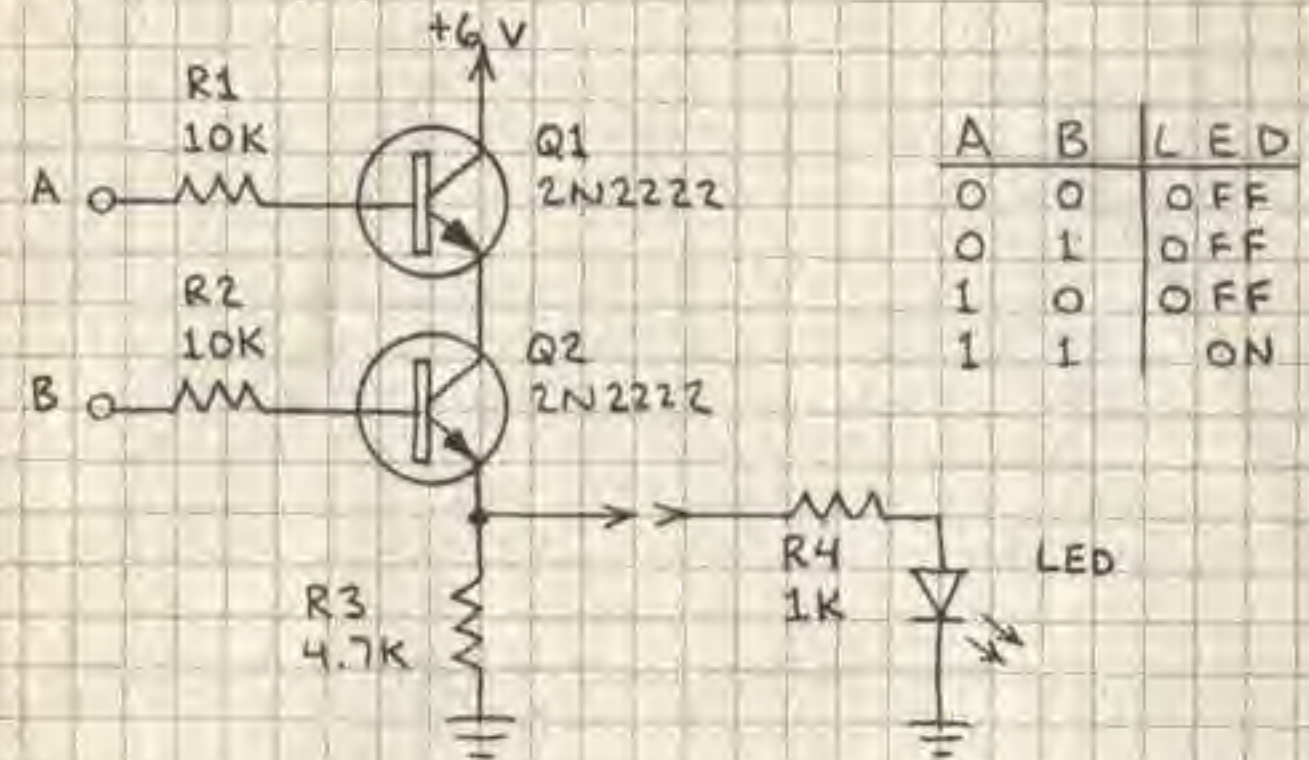 +6 V
R1
10K
A
Q1
2N2222
R2
10K
B
Q2
2N2222
R3
4.7K
R4
1K
LED
A B LED
0 0 OFF
0 1 OFF
1 0 OFF
1 1 ON